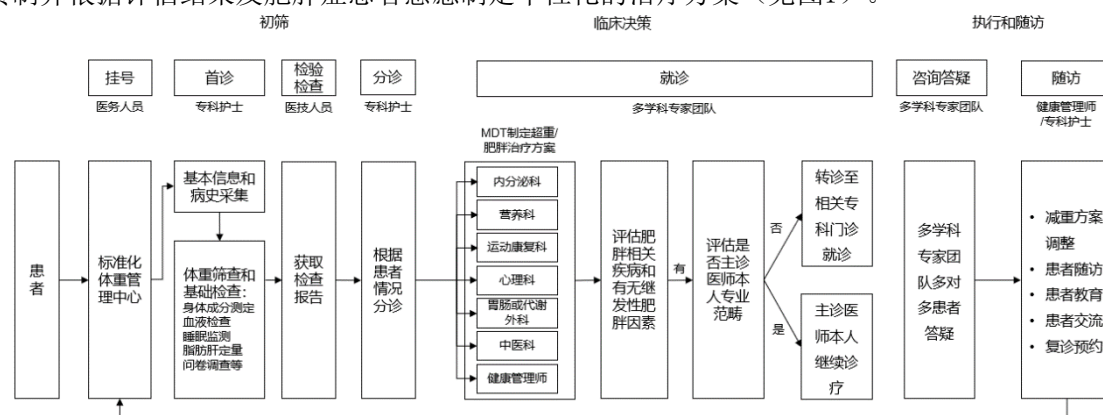 制并根据评估结果及肥胖症患者意愿制定个性化的治疗方案（见图1）。
初筛
临床决策
执行和随访
挂号
首诊
检验
检查
分诊
就诊
咨询答疑
随访
医务人员
专科护士
医技人员
专科护士
多学科专家团队
多学科专家团队
健康管理师
/专科护士
MDT制定超重/
肥胖治疗方案
患
者
标准化
体重管
理中心
基本信息和
病史采集
体重筛查和
基础检查：
身体成分测定
血液检查
睡眠监测
脂肪肝定量
问卷调查等
获取
检查
报告
根据
患者
情况
分诊
内分泌科
营养科
运动康复科
心理科
胃肠或代谢
外科
中医科
健康管理师
评估肥
胖相关
疾病和
有无继
发性肥
胖因素
有
评估是
否主诊
医师本
人专业
范畴
否
是
转诊至
相关专
科门诊
就诊
主诊医
师本人
继续诊
疗
多学科
专家团
队多对
多患者
答疑
• 减重方案
调整
• 患者随访
• 患者教育
• 患者交流
• 复诊预约